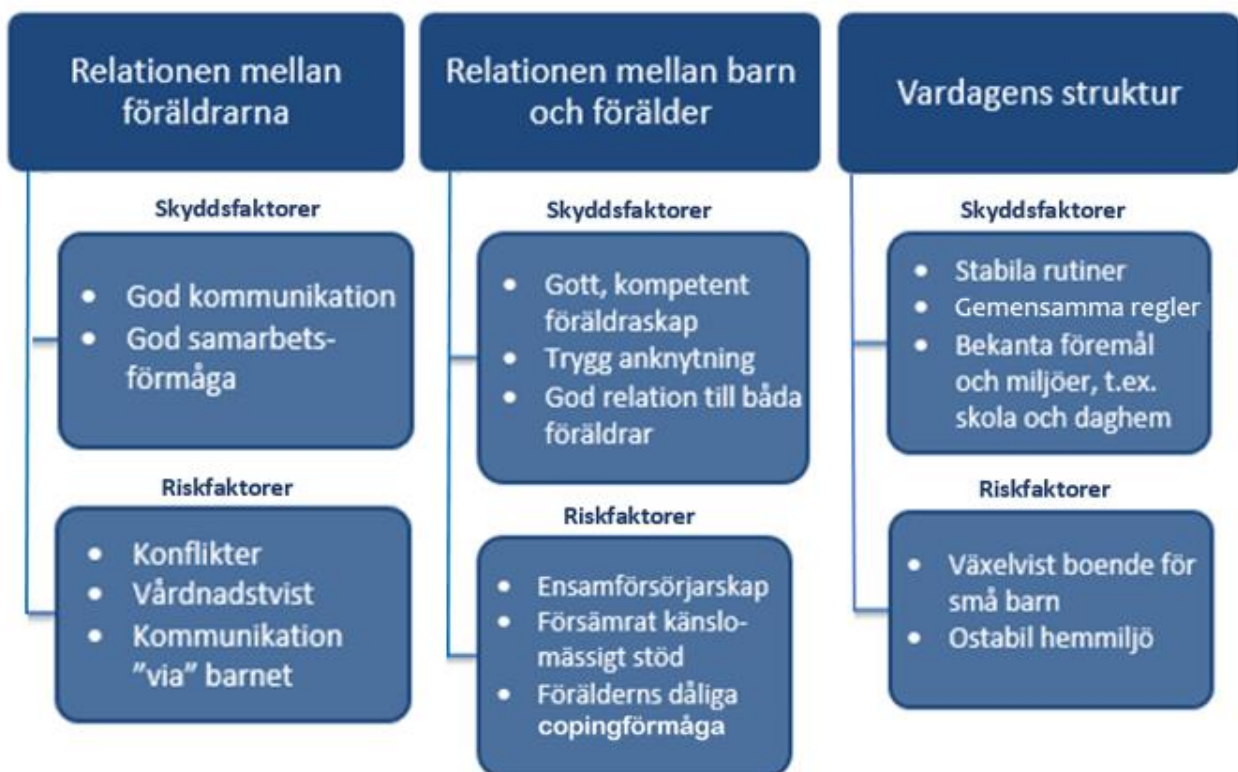 Relationen mellan
föräldrarna
Skyddsfaktorer
• God kommunikation
• God samarbets-
förmåga
Riskfaktorer
• Konflikter
• Vårdnadstvist
• Kommunikation
”via” barnet
Relationen mellan barn
och förälder
Skyddsfaktorer
• Gott, kompetent
föräldraskap
• Trygg anknytning
• God relation till båda
föräldrar
Riskfaktorer
• Ensamförsörjarskap
• Försämrat känslo-
mässigt stöd
• Förälderns dåliga
copingförmåga
Vardagens struktur
Skyddsfaktorer
• Stabila rutiner
• Gemensamma regler
• Bekanta föremål
och miljöer, t.ex.
skola och daghem
Riskfaktorer
• Växelvist boende för
små barn
• Ostabil hemmiljö